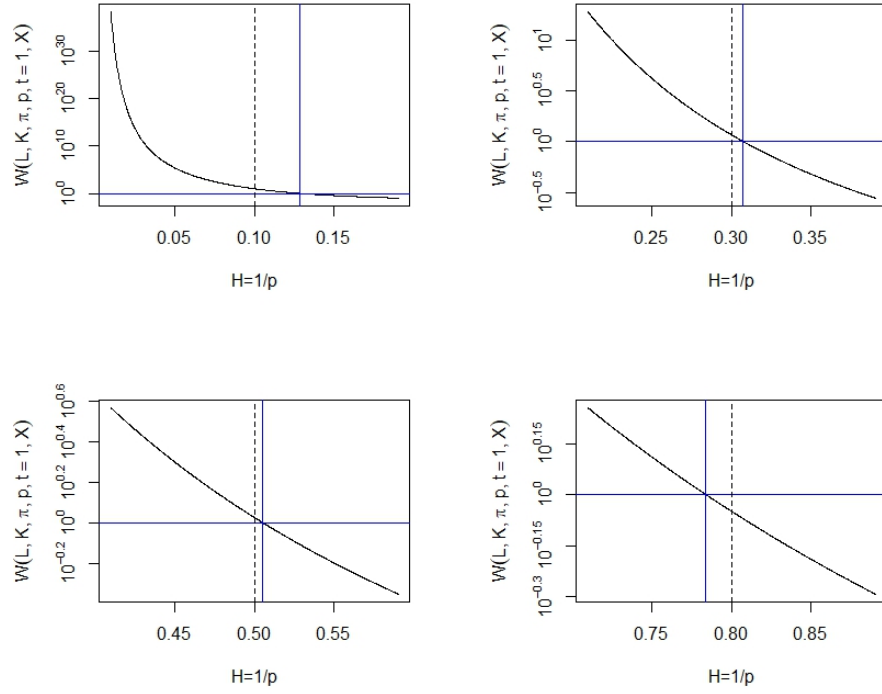 W(L, K, π, p, t = 1, X)
10^30
10^20
10^10
10^0
0.05 0.10 0.15
H=1/p
W(L, K, π, p, t = 1, X)
10^1
10^0.5
10^0
10^−0.5
0.25 0.30 0.35
H=1/p
W(L, K, π, p, t = 1, X)
10^0.6
10^0.4
10^0.2
10^0
10^−0.2
0.45 0.50 0.55
H=1/p
W(L, K, π, p, t = 1, X)
10^0.15
10^0
10^−0.15
10^−0.3
0.75 0.80 0.85
H=1/p